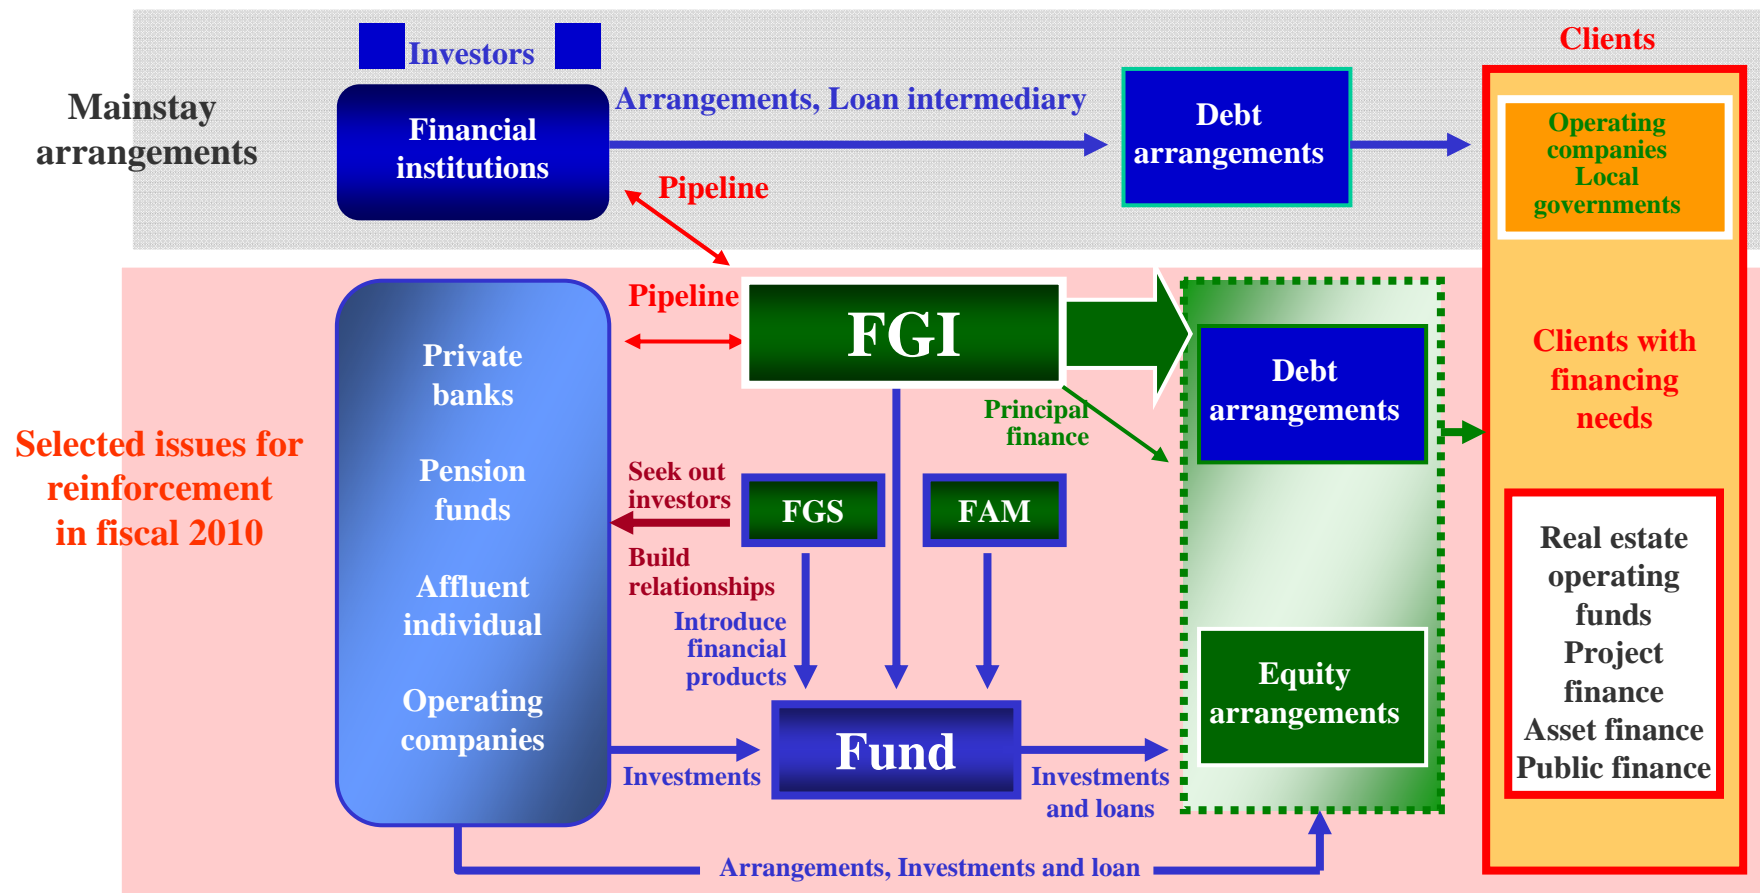 Investors
Clients
Mainstay
arrangements
Financial
institutions
Arrangements, Loan intermediary
Debt
arrangements
Operating
companies
Local
governments
Pipeline
Pipeline
FGI
Selected issues for
reinforcement
in fiscal 2010
Private
banks
Pension
funds
Affluent
individual
Operating
companies
Principal
finance
Debt
arrangements
Clients with
financing
needs
Seek out
investors
FGS
FAM
Build
relationships
Introduce
financial
products
Equity
arrangements
Real estate
operating
funds
Project
finance
Asset finance
Public finance
Investments
Fund
Investments
and loans
Arrangements, Investments and loan